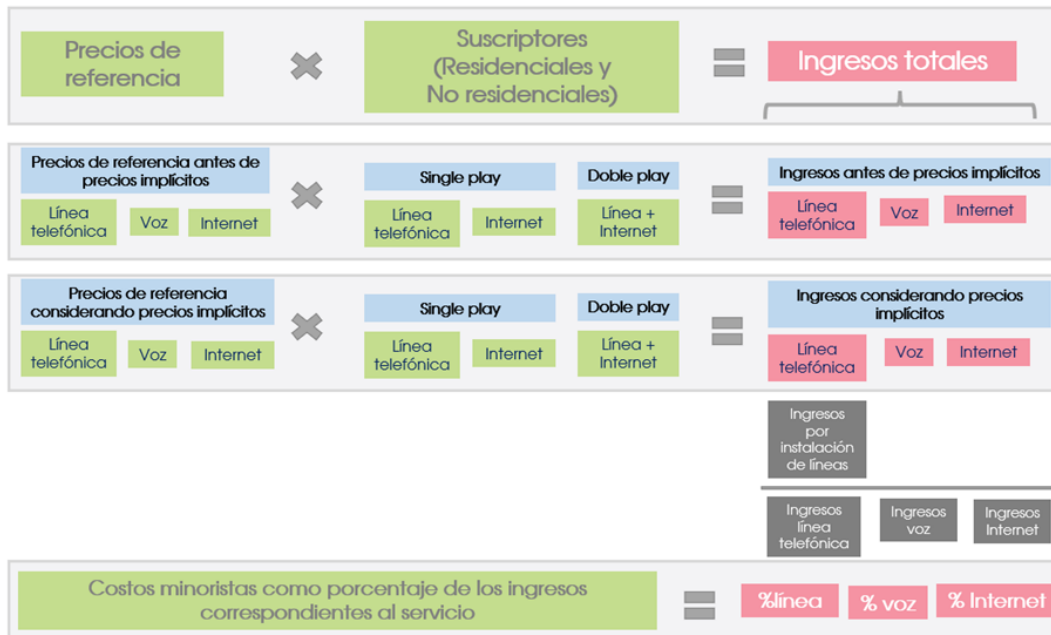 Precios de
referencia
Suscriptores
(Residenciales y
No residenciales)
Ingresos totales
Precios de referencia antes de
precios implícitos
Single play
Doble play
Ingresos antes de precios implícitos
Línea
telefónica
Voz
Internet
Línea
telefónica
Internet
Línea +
Internet
Línea
telefónica
Voz
Internet
Precios de referencia
considerando precios implícitos
Single play
Doble play
Ingresos considerando precios
implícitos
Línea
telefónica
Voz
Internet
Línea
telefónica
Internet
Línea +
Internet
Línea
telefónica
Voz
Internet
Ingresos
por
instalación
de líneas
Ingresos
línea
telefónica
Ingresos
voz
Ingresos
Internet
Costos minoristas como porcentaje de los ingresos
correspondientes al servicio
%línea
% voz
% Internet